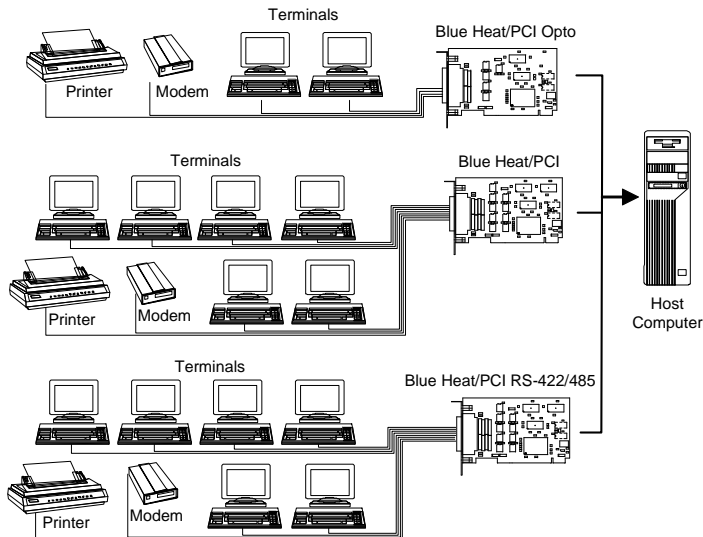 Terminals
Blue Heat/PCI Opto
Printer
Modem
Terminals
Blue Heat/PCI
Printer
Modem
Host
Computer
Terminals
Blue Heat/PCI RS-422/485
Printer
Modem